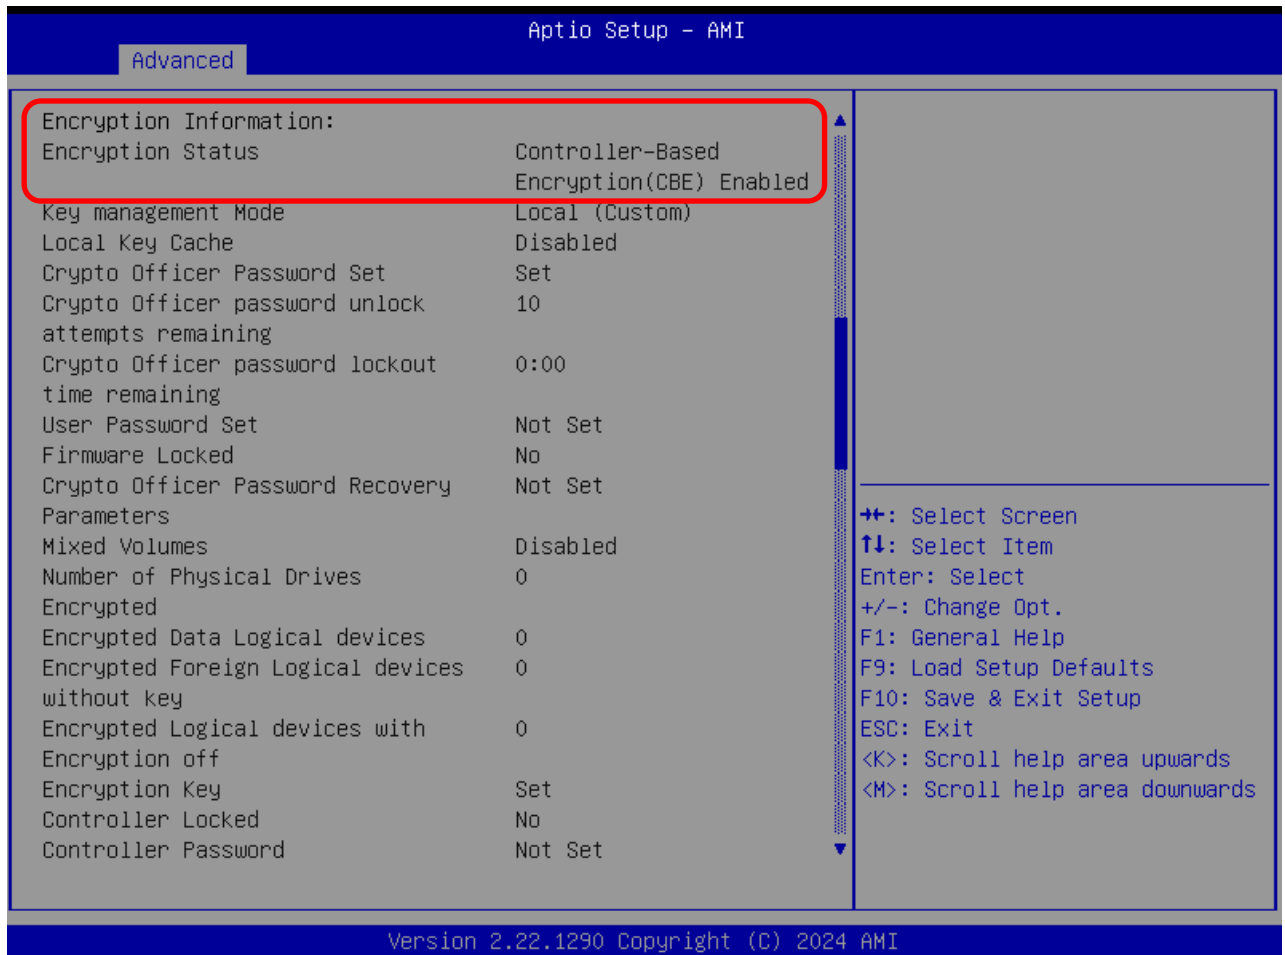 Aptio Setup – AMI
Advanced
Encryption Information:
Encryption Status Controller-Based
Encryption(CBE) Enabled
Key management Mode Local (Custom)
Local Key Cache Disabled
Crypto Officer Password Set Set
Crypto Officer password unlock 10
attempts remaining
Crypto Officer password lockout 0:00
time remaining
User Password Set Not Set
Firmware Locked No
Crypto Officer Password Recovery Not Set
Parameters
Mixed Volumes Disabled
Number of Physical Drives 0
Encrypted
Encrypted Data Logical devices 0
Encrypted Foreign Logical devices 0
without key
Encrypted Logical devices with 0
Encryption off
Encryption Key Set
Controller Locked No
Controller Password Not Set
→←: Select Screen
↑↓: Select Item
Enter: Select
+/-: Change Opt.
F1: General Help
F9: Load Setup Defaults
F10: Save & Exit Setup
ESC: Exit
<K>: Scroll help area upwards
<M>: Scroll help area downwards
Version 2.22.1290 Copyright (C) 2024 AMI